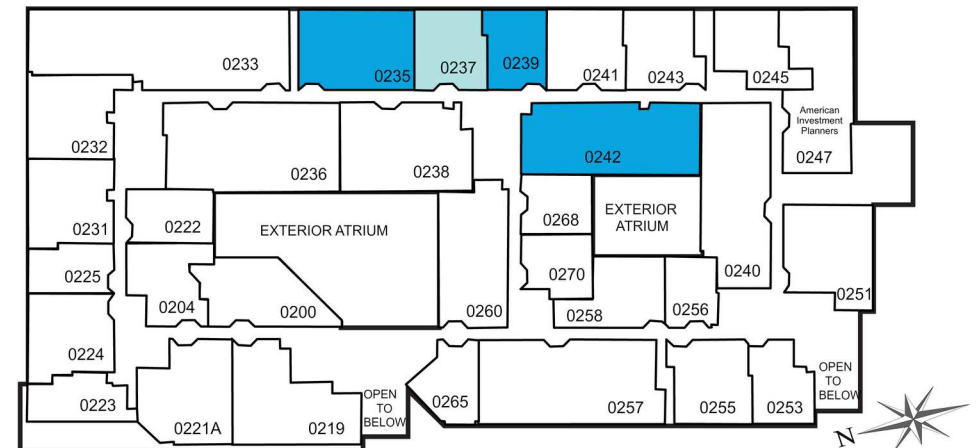 0233
0235
0237
0239
0241
0243
0245
American
Investment
Planners
0247
0232
0236
0238
0242
0231
0222
EXTERIOR ATRIUM
0268
EXTERIOR
ATRIUM
0225
0204
0200
0260
0270
0258
0256
0240
0251
0224
0223
0221A
0219
OPEN
TO
BELOW
0265
0257
0255
0253
OPEN
TO
BELOW
N